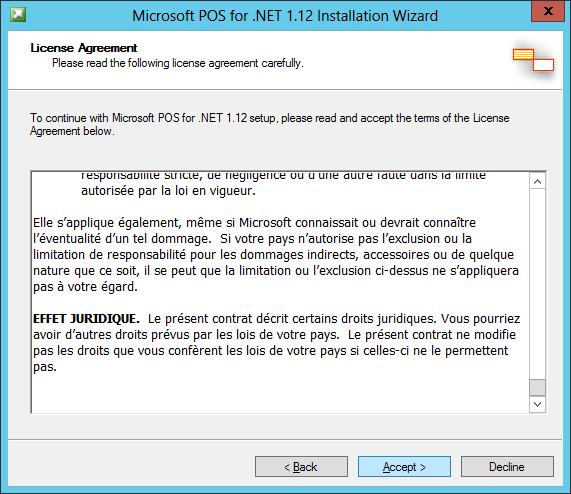 Microsoft POS for .NET 1.12 Installation Wizard
x
License Agreement
Please read the following license agreement carefully.
To continue with Microsoft POS for .NET 1.12 setup, please read and accept the terms of the License
Agreement below.
responsabilité stricte, de négligence ou d'une autre faute dans la limite
autorisée par la loi en vigueur.
Elle s'applique également, même si Microsoft connaissait ou devrait connaître
l'éventualité d'un tel dommage. Si votre pays n'autorise pas l'exclusion ou la
limitation de responsabilité pour les dommages indirects, accessoires ou de quelque
nature que ce soit, il se peut que la limitation ou l'exclusion ci-dessus ne s'appliquera
pas à votre égard.
EFFET JURIDIQUE. Le présent contrat décrit certains droits juridiques. Vous pourriez
avoir d'autres droits prévus par les lois de votre pays. Le présent contrat ne modifie
pas les droits que vous confèrent les lois de votre pays si celles-ci ne le permettent
pas.
< Back
Accept >
Decline